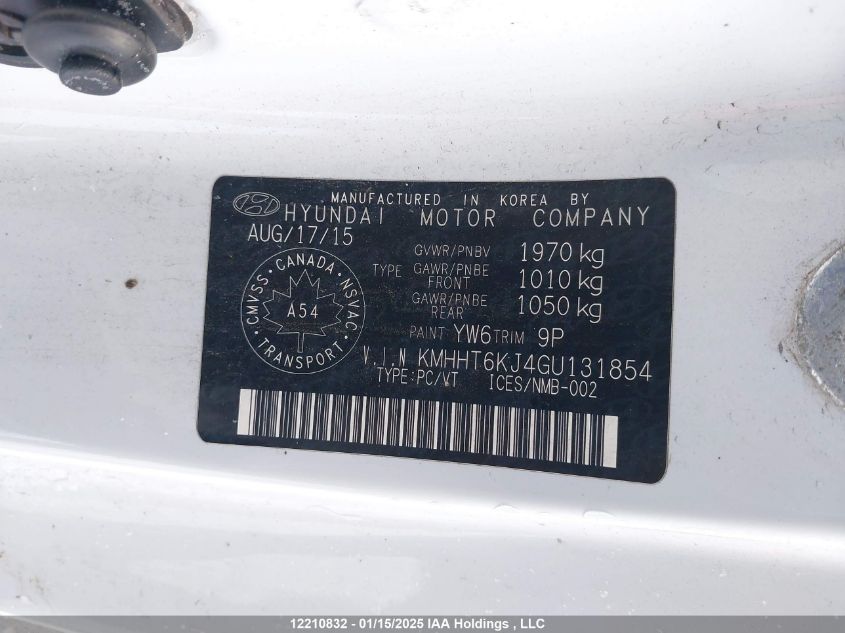 MANUFACTURED IN KOREA BY
HYUNDAI MOTOR COMPANY
AUG/17/15
GVWR/PNBV 1970 kg
TYPE GAWR/PNBE FRONT 1010 kg
GAWR/PNBE REAR 1050 kg
CMVSS • CANADA • NSVAC
A54
TRANSPORT
PAINT YW6 TRIM 9P
V.I.N KMHHT6KJ4GU131854
TYPE:PC/VT ICES/NMB-002
12210832 - 01/15/2025 IAA Holdings , LLC